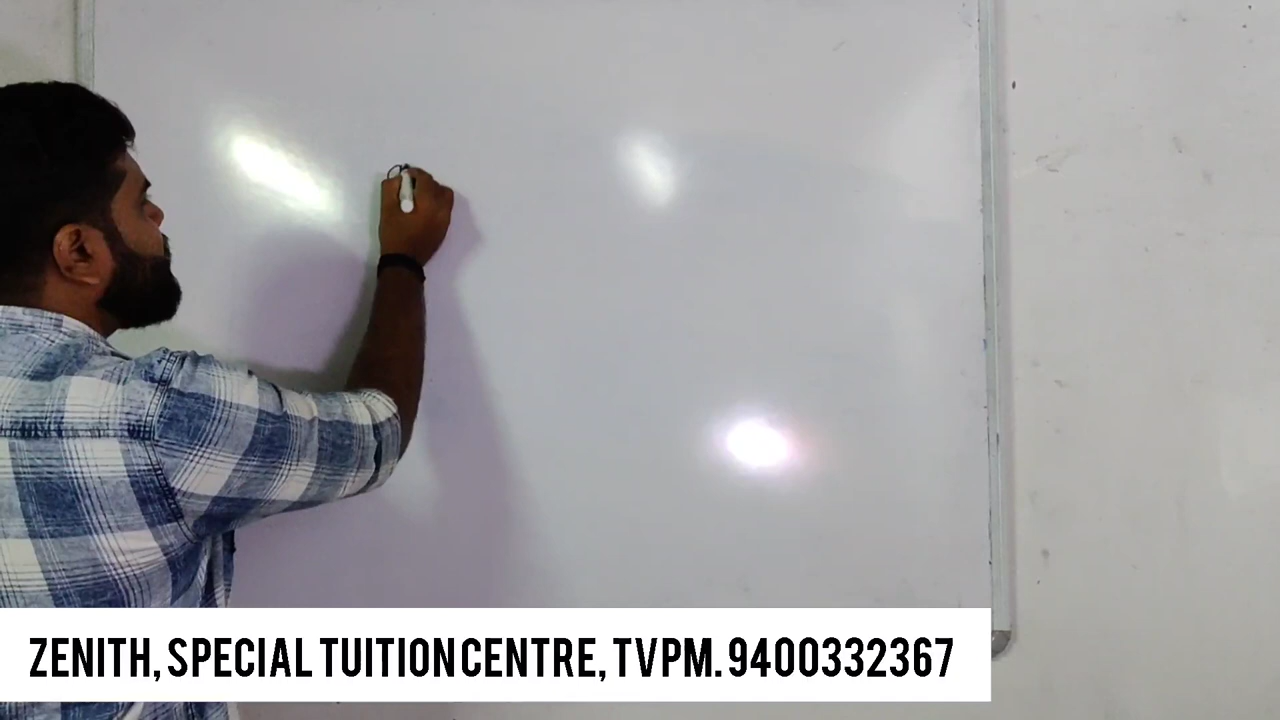 ZENITH, SPECIAL TUITION CENTRE, TVPM. 9400332367